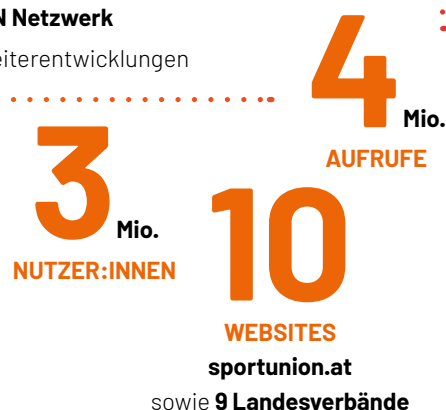 N Netzwerk
eiterentwicklungen
4 Mio.
AUFRUFE
3 Mio.
NUTZER:INNEN
10
WEBSITES
sportunion.at
sowie 9 Landesverbände